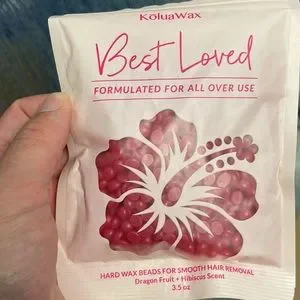 KōluaWax
Best Loved
FORMULATED FOR ALL OVER USE
HARD WAX BEADS FOR SMOOTH HAIR REMOVAL
Dragon Fruit + Hibiscus Scent
3.5 oz